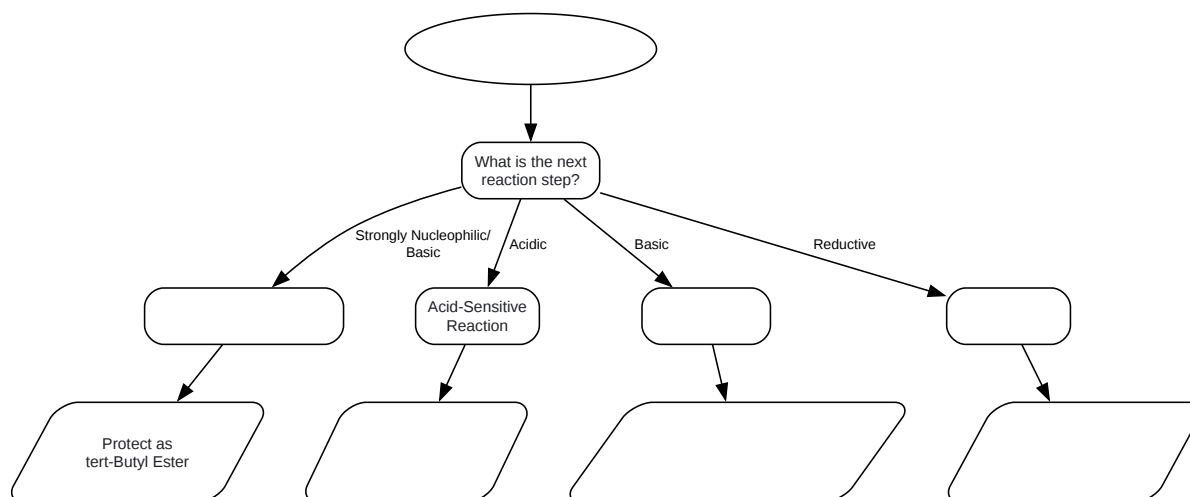 What is the next
reaction step?
Strongly Nucleophilic/
Basic
Acidic
Basic
Reductive
Acid-Sensitive
Reaction
Protect as
tert-Butyl Ester